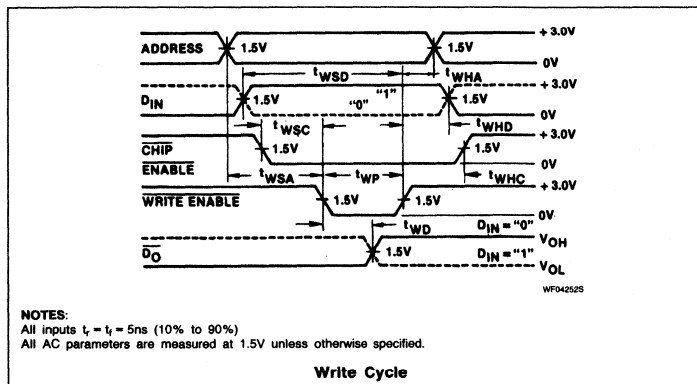 ADDRESS
1.5V
1.5V
+ 3.0V
0V
tWSD
tWHA
DIN
1.5V
"1"
"0"
1.5V
+ 3.0V
0V
tWSC
tWHD
CHIP
ENABLE
1.5V
1.5V
+ 3.0V
0V
tWSA
tWP
tWHC
WRITE ENABLE
1.5V
1.5V
+ 3.0V
0V
tWD
DIN = "0"
DO
1.5V
VOH
DIN = "1"
VOL
WF04252S
NOTES:
All inputs tr = tf = 5ns (10% to 90%)
All AC parameters are measured at 1.5V unless otherwise specified.
Write Cycle